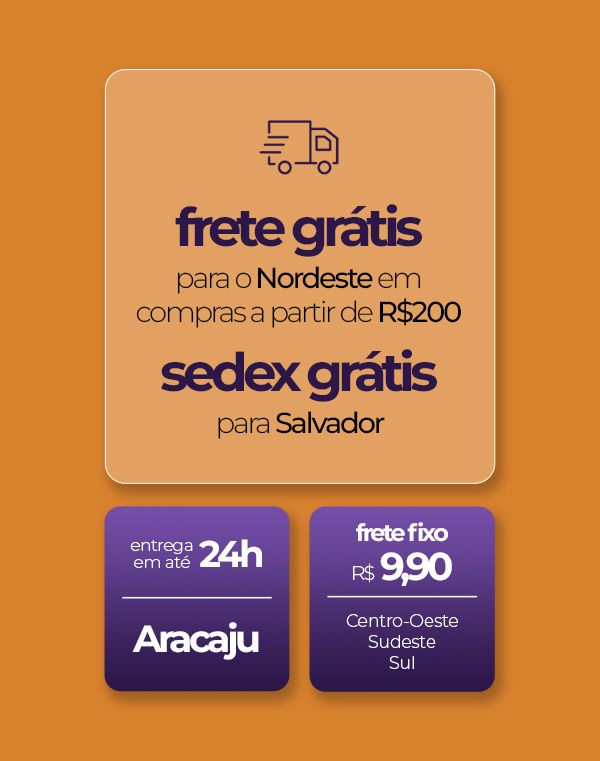 frete grátis
para o Nordeste em
compras a partir de R$200
sedex grátis
para Salvador
entrega
em até 24h
Aracaju
frete fixo
R$ 9,90
Centro-Oeste
Sudeste
Sul